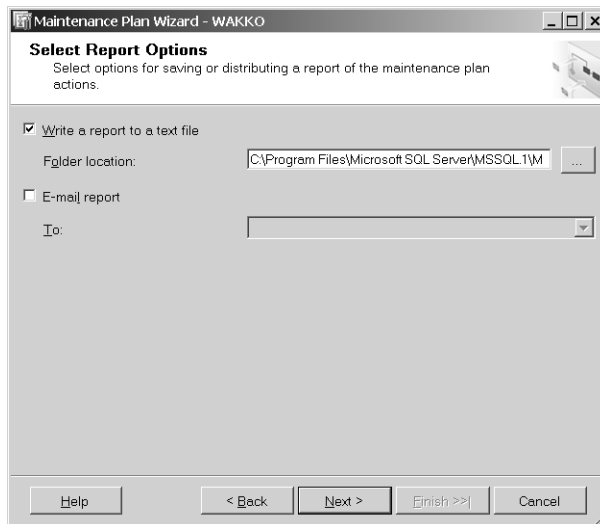 Maintenance Plan Wizard - WAKKO
Select Report Options
Select options for saving or distributing a report of the maintenance plan
actions.
Write a report to a text file
Folder location: C:\Program Files\Microsoft SQL Server\MSSQL.1\M ...
E-mail report
To:
Help < Back Next > Finish >>| Cancel